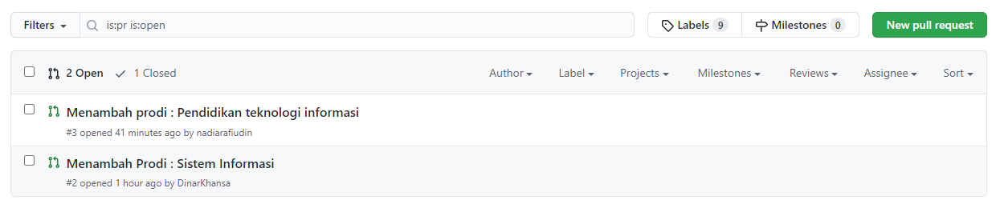 Filters is:pr is:open Labels 9 Milestones 0 New pull request
2 Open 1 Closed Author Label Projects Milestones Reviews Assignee Sort
Menambah prodi : Pendidikan teknologi informasi
#3 opened 41 minutes ago by nadiarafiudin
Menambah Prodi : Sistem Informasi
#2 opened 1 hour ago by DinarKhansa